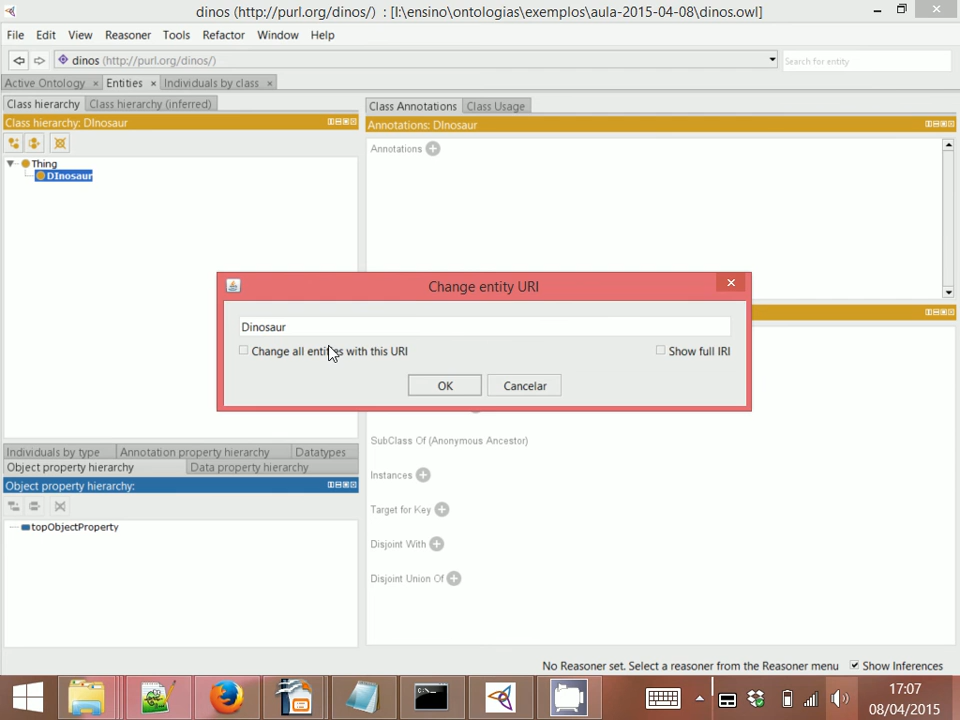 dinos (http://purl.org/dinos/) : [I:\ensino\ontologias\exemplos\aula-2015-04-08\dinos.owl]
File Edit View Reasoner Tools Refactor Window Help
dinos (http://purl.org/dinos/)
Search for entity
Active Ontology × Entities × Individuals by class ×
Class hierarchy Class hierarchy (inferred)
Class hierarchy: DInosaur
Thing
DInosaur
Class Annotations Class Usage
Annotations: DInosaur
Annotations
Change entity URI
Dinosaur
Change all entities with this URI
Show full IRI
OK Cancelar
SubClass Of (Anonymous Ancestor)
Instances
Target for Key
Disjoint With
Disjoint Union Of
Individuals by type Annotation property hierarchy Datatypes
Object property hierarchy Data property hierarchy
Object property hierarchy:
topObjectProperty
No Reasoner set. Select a reasoner from the Reasoner menu
Show Inferences
17:07
08/04/2015